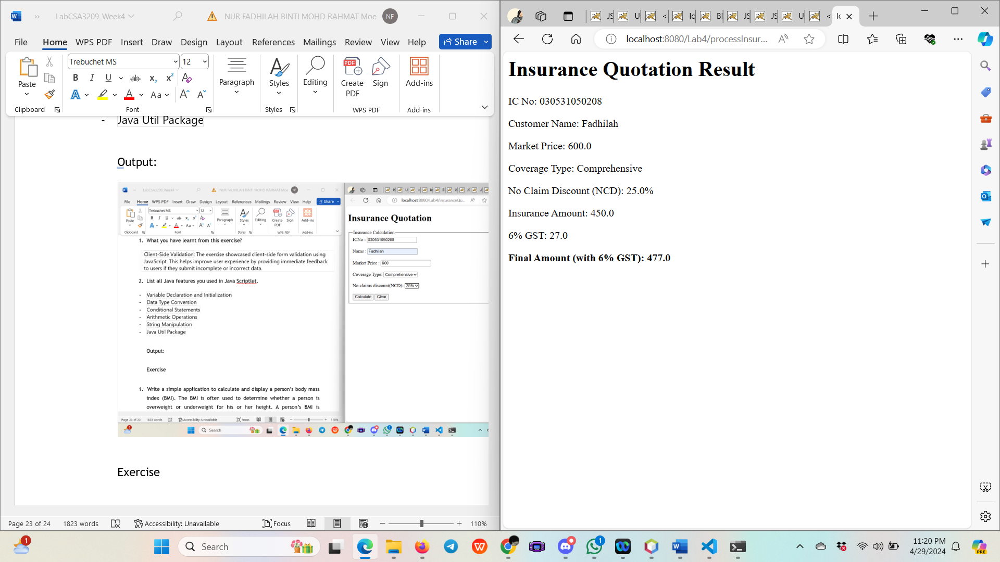 LabCSA3209_Week4
NUR FADHILAH BINTI MOHD RAHMAT Moe
NF
File
Home
WPS PDF
Insert
Draw
Design
Layout
References
Mailings
Review
View
Help
Share
Paste
Clipboard
Trebuchet MS
12
Font
Paragraph
Styles
Styles
Editing
Create PDF
Sign
WPS PDF
Add-ins
Add-ins
- Java Util Package
Output:
LabCSA3209_Week4
NUR FADHILAH BINTI MOHD RAHMAT Moe
File Home WPS PDF Insert Draw Design Layout References Mailings Review View Help Share
Trebuchet MS
12
Paste
Paragraph
Styles
Editing
Create PDF
Sign
Add-ins
Clipboard
Font
Styles
WPS PDF
Add-ins
1. What you have learnt from this exercise?
Client-Side Validation: The exercise showcased client-side form validation using
JavaScript. This helps improve user experience by providing immediate feedback
to users if they submit incomplete or incorrect data.
2. List all Java features you used in Java Scriptlet.
- Variable Declaration and Initialization
- Data Type Conversion
- Conditional Statements
- Arithmetic Operations
- String Manipulation
- Java Util Package
Output:
Exercise
1. Write a simple application to calculate and display a person's body mass
index (BMI). The BMI is often used to determine whether a person is
overweight or underweight for his or her height. A person's BMI is
Page 23 of 23
1823 words
Accessibility: Unavailable
Focus
110%
localhost:8080/Lab4/insuranceQu...
Insurance Quotation
Insurance Calculation
ICNo : 030531050208
Name : Fadhilah
Market Price : 600
Coverage Type: Comprehensive
No claims discount(NCD): 25%
Calculate
Clear
Search
Exercise
Page 23 of 24
1823 words
Accessibility: Unavailable
Focus
110%
localhost:8080/Lab4/processInsur...
Insurance Quotation Result
IC No: 030531050208
Customer Name: Fadhilah
Market Price: 600.0
Coverage Type: Comprehensive
No Claim Discount (NCD): 25.0%
Insurance Amount: 450.0
6% GST: 27.0
Final Amount (with 6% GST): 477.0
1
Search
1
11:20 PM
4/29/2024
PRE